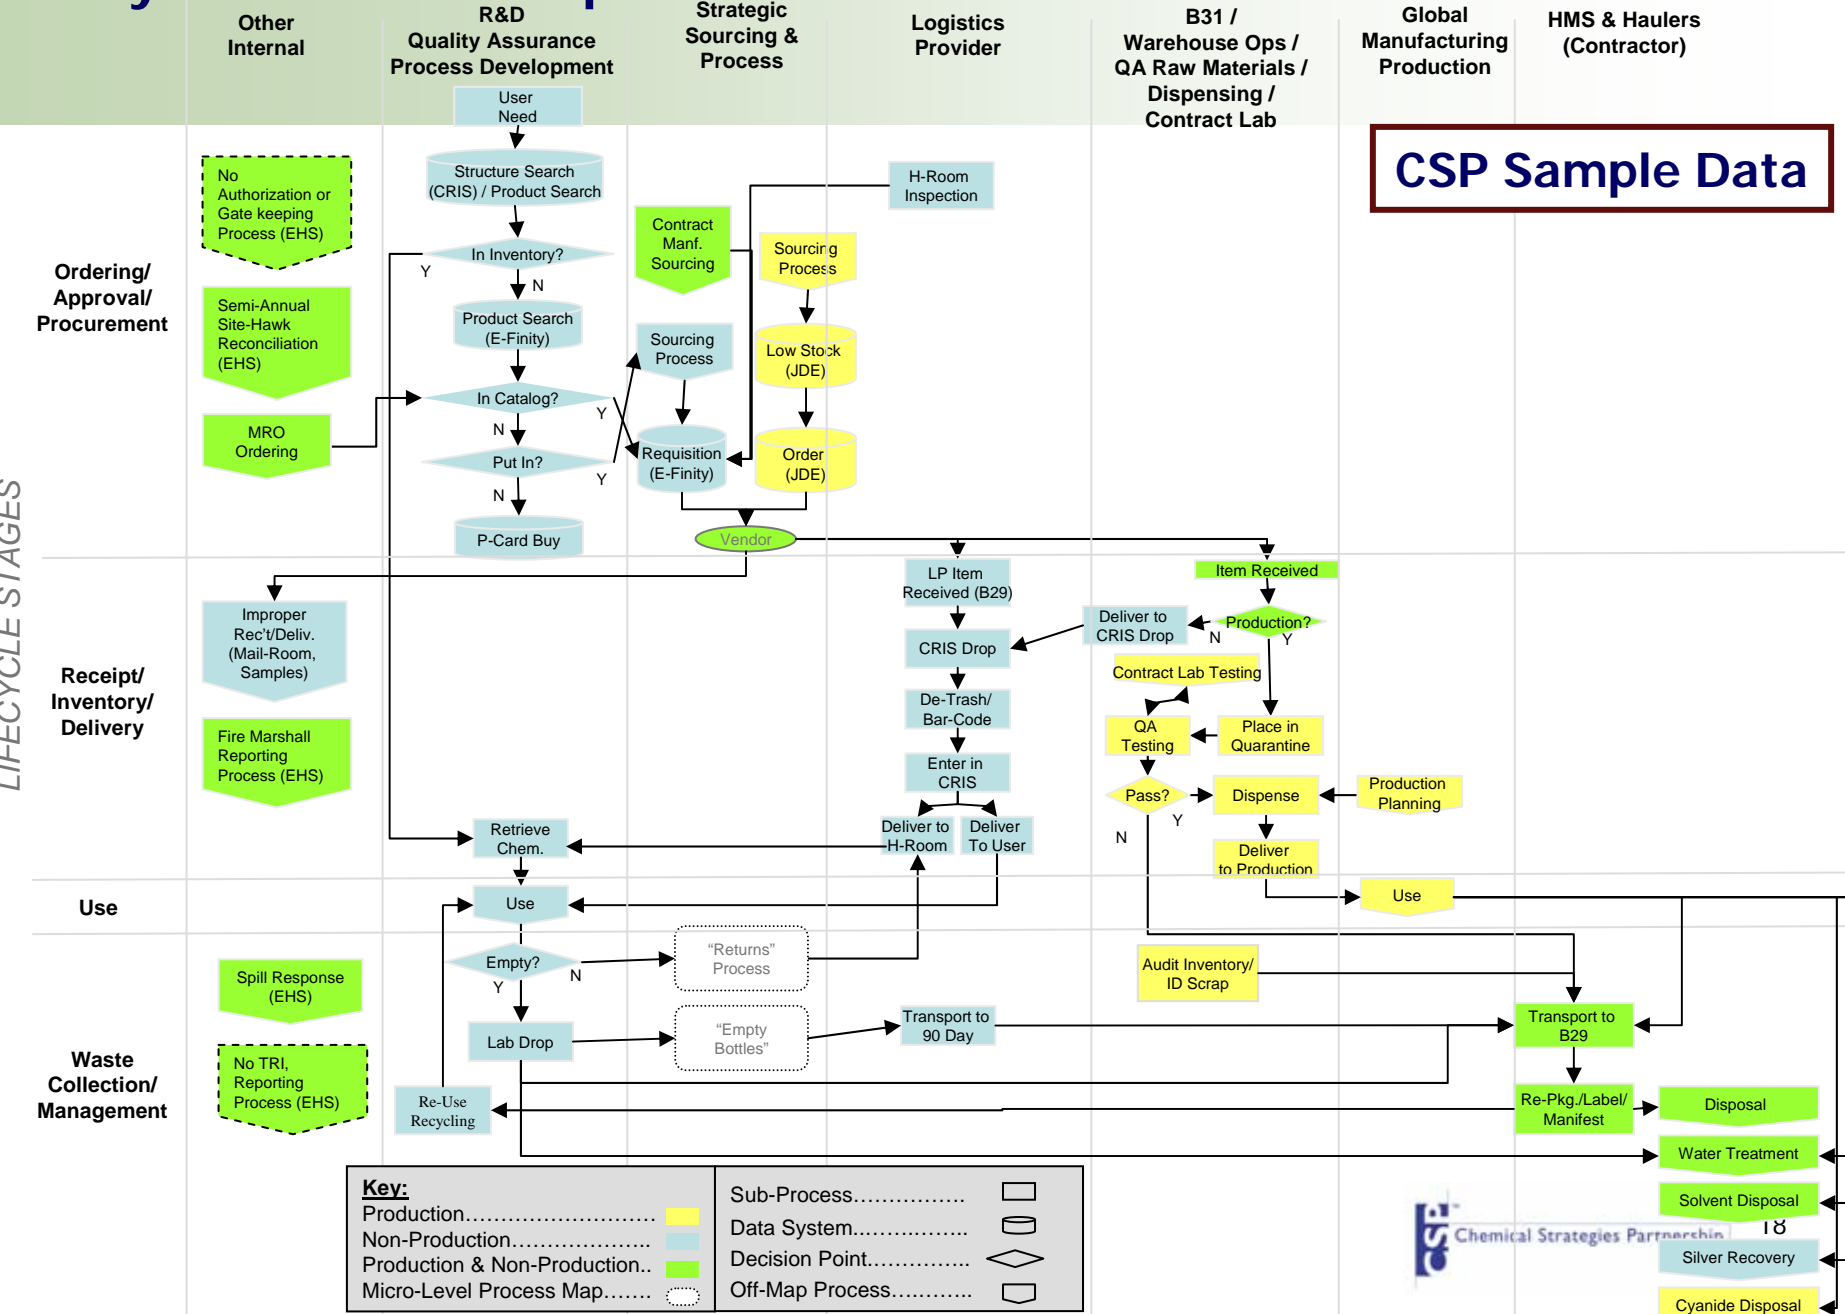 Other
Internal
R&D
Quality Assurance
Process Development
Strategic
Sourcing &
Process
Logistics
Provider
B31 /
Warehouse Ops /
QA Raw Materials /
Dispensing /
Contract Lab
Global
Manufacturing
Production
HMS & Haulers
(Contractor)
CSP Sample Data
LIFECYCLE STAGES
Ordering/
Approval/
Procurement
No
Authorization or
Gate keeping
Process (EHS)
Semi-Annual
Site-Hawk
Reconciliation
(EHS)
MRO
Ordering
User
Need
Structure Search
(CRIS) / Product Search
In Inventory?
Y
N
Product Search
(E-Finity)
In Catalog?
Y
N
Put In?
Y
N
P-Card Buy
Contract
Manf.
Sourcing
Sourcing
Process
Sourcing
Process
Low Stock
(JDE)
Requisition
(E-Finity)
Order
(JDE)
Vendor
H-Room
Inspection
Receipt/
Inventory/
Delivery
Improper
Rec't/Deliv.
(Mail-Room,
Samples)
Fire Marshall
Reporting
Process (EHS)
Retrieve
Chem.
LP Item
Received (B29)
CRIS Drop
De-Trash/
Bar-Code
Enter in
CRIS
Deliver to
H-Room
Deliver
To User
Item Received
Deliver to
CRIS Drop
Production?
N
Y
Contract Lab Testing
QA
Testing
Place in
Quarantine
Pass?
Y
N
Dispense
Production
Planning
Deliver
to Production
Use
Use
Use
Waste
Collection/
Management
Spill Response
(EHS)
No TRI,
Reporting
Process (EHS)
Empty?
N
Y
Lab Drop
Re-Use
Recycling
"Returns"
Process
"Empty
Bottles"
Transport to
90 Day
Audit Inventory/
ID Scrap
Transport to
B29
Re-Pkg./Label/
Manifest
Disposal
Water Treatment
Solvent Disposal
Silver Recovery
Cyanide Disposal
Key:
Production...........................
Non-Production....................
Production & Non-Production..
Micro-Level Process Map.......
Sub-Process................
Data System...............
Decision Point..............
Off-Map Process............
CSP
Chemical Strategies Partnership
18